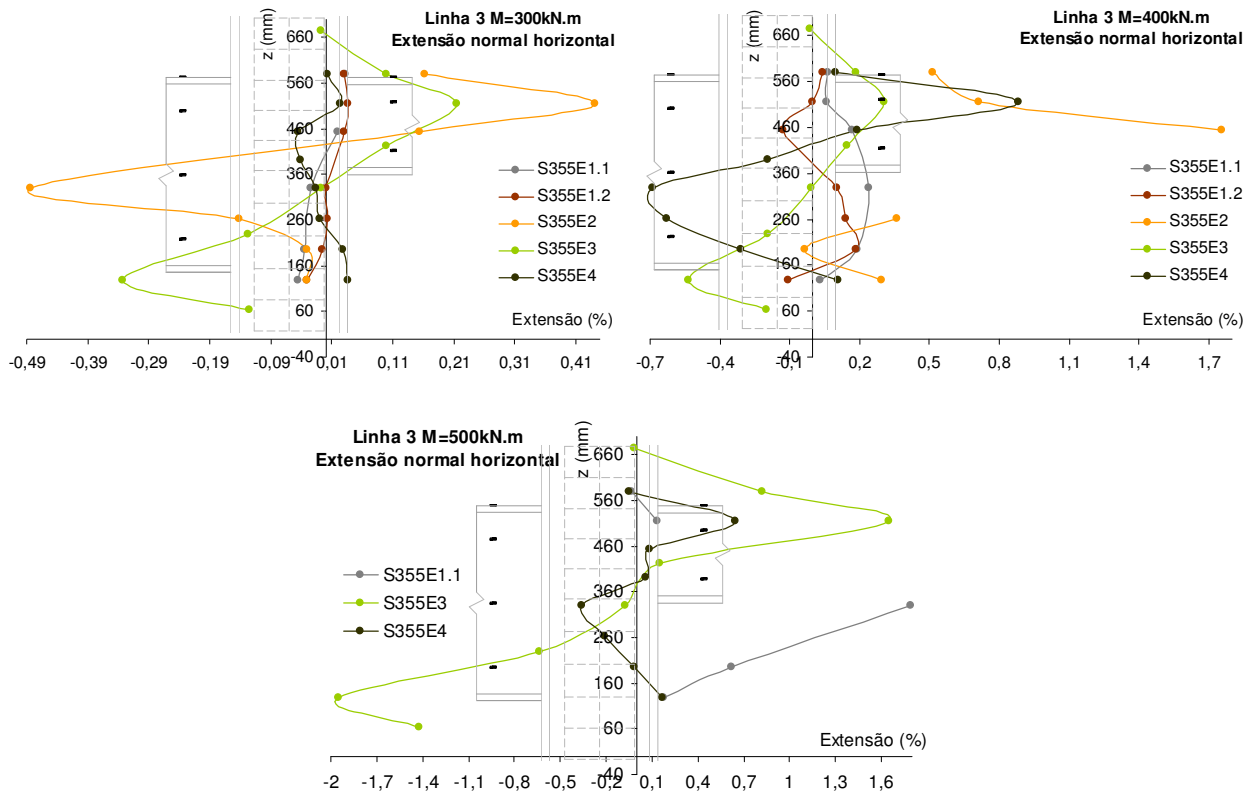 Linha 3 M=300kN.m
Extensão normal horizontal
z (mm)
660
560
460
360
260
160
60
-40
S355E1.1
S355E1.2
S355E2
S355E3
S355E4
Extensão (%)
-0,49 -0,39 -0,29 -0,19 -0,09 0,01 0,11 0,21 0,31 0,41
Linha 3 M=400kN.m
Extensão normal horizontal
z (mm)
660
560
460
360
260
160
60
-40
S355E1.1
S355E1.2
S355E2
S355E3
S355E4
Extensão (%)
-0,7 -0,4 -0,1 0,2 0,5 0,8 1,1 1,4 1,7
Linha 3 M=500kN.m
Extensão normal horizontal
z (mm)
660
560
460
360
260
160
60
-40
S355E1.1
S355E3
S355E4
Extensão (%)
-2 -1,7 -1,4 -1,1 -0,8 -0,5 -0,2 0,1 0,4 0,7 1 1,3 1,6